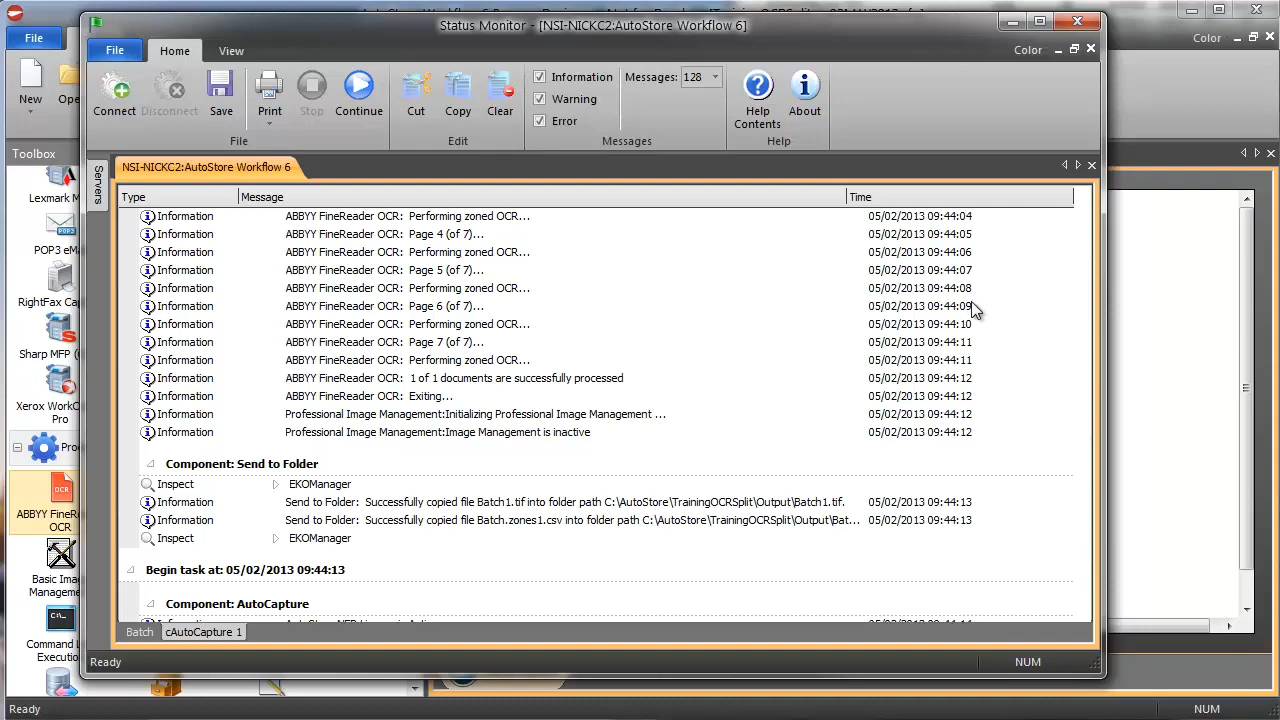 Status Monitor - [NSI-NICKC2:AutoStore Workflow 6]
File
File Home View Color
Color
New
Ope
Connect Disconnect Save Print Stop Continue
File
Cut Copy Clear
Edit
Information Messages: 128
Warning
Error
Messages
Help Contents About
Help
Toolbox
Servers
NSI-NICKC2:AutoStore Workflow 6
Type Message Time
Information ABBYY FineReader OCR: Performing zoned OCR... 05/02/2013 09:44:04
Information ABBYY FineReader OCR: Page 4 (of 7)... 05/02/2013 09:44:05
Information ABBYY FineReader OCR: Performing zoned OCR... 05/02/2013 09:44:06
Information ABBYY FineReader OCR: Page 5 (of 7)... 05/02/2013 09:44:07
Information ABBYY FineReader OCR: Performing zoned OCR... 05/02/2013 09:44:08
Information ABBYY FineReader OCR: Page 6 (of 7)... 05/02/2013 09:44:09
Information ABBYY FineReader OCR: Performing zoned OCR... 05/02/2013 09:44:10
Information ABBYY FineReader OCR: Page 7 (of 7)... 05/02/2013 09:44:11
Information ABBYY FineReader OCR: Performing zoned OCR... 05/02/2013 09:44:11
Information ABBYY FineReader OCR: 1 of 1 documents are successfully processed 05/02/2013 09:44:12
Information ABBYY FineReader OCR: Exiting... 05/02/2013 09:44:12
Information Professional Image Management:Initializing Professional Image Management ... 05/02/2013 09:44:12
Information Professional Image Management:Image Management is inactive 05/02/2013 09:44:12
Component: Send to Folder
Inspect EKOManager
Information Send to Folder: Successfully copied file Batch1.tif into folder path C:\AutoStore\TrainingOCRSplit\Output\Batch1.tif. 05/02/2013 09:44:13
Information Send to Folder: Successfully copied file Batch.zones1.csv into folder path C:\AutoStore\TrainingOCRSplit\Output\Bat... 05/02/2013 09:44:13
Inspect EKOManager
Begin task at: 05/02/2013 09:44:13
Component: AutoCapture
Batch cAutoCapture 1
Ready NUM
Lexmark M
POP3 eMa
RightFax Cap
Sharp MFP (
Xerox WorkC
Pro
Proc
ABBYY FineRe
OCR
Basic Imag
Manageme
C:\_
Command L
Execution
Ready NUM